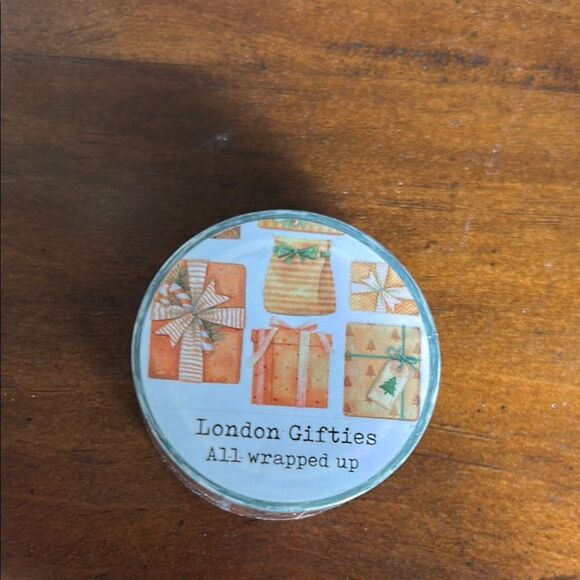 London Gifties
All wrapped up